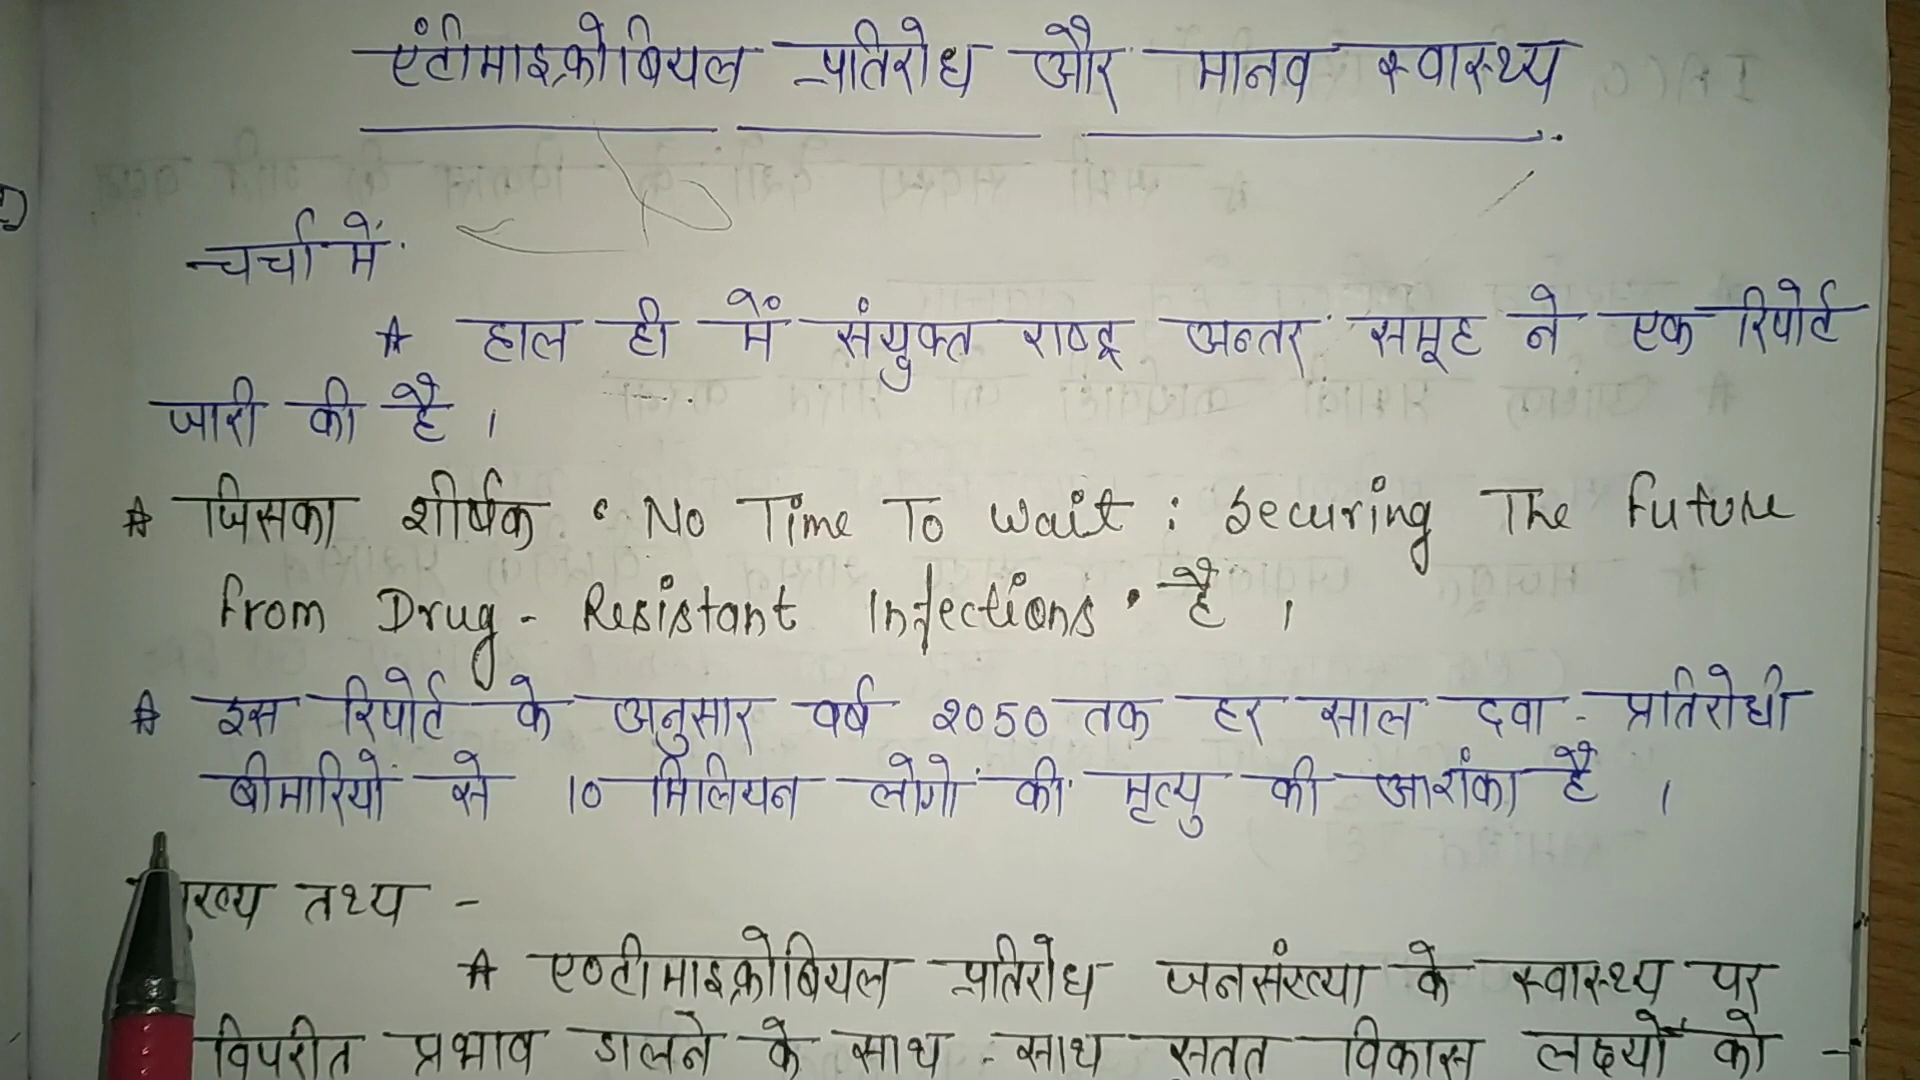 एंटीमाइक्रोबियल प्रतिरोध और मानव स्वास्थ्य
चर्चा में
* हाल ही में संयुक्त राष्ट्र अन्तर समूह ने एक रिपोर्ट
जारी की है ।
* जिसका शीर्षक ‘ No Time To Wait : Securing The Future
From Drug - Resistant Infections ' है ।
* इस रिपोर्ट के अनुसार वर्ष 2050 तक हर साल दवा - प्रतिरोधी
बीमारियों से 10 मिलियन लोगों की मृत्यु की आशंका है ।
तथ्य -
* एण्टीमाइक्रोबियल प्रतिरोध जनसंख्या के स्वास्थ्य पर
विपरीत प्रभाव डालने के साथ - साथ सतत विकास लक्ष्यों को -